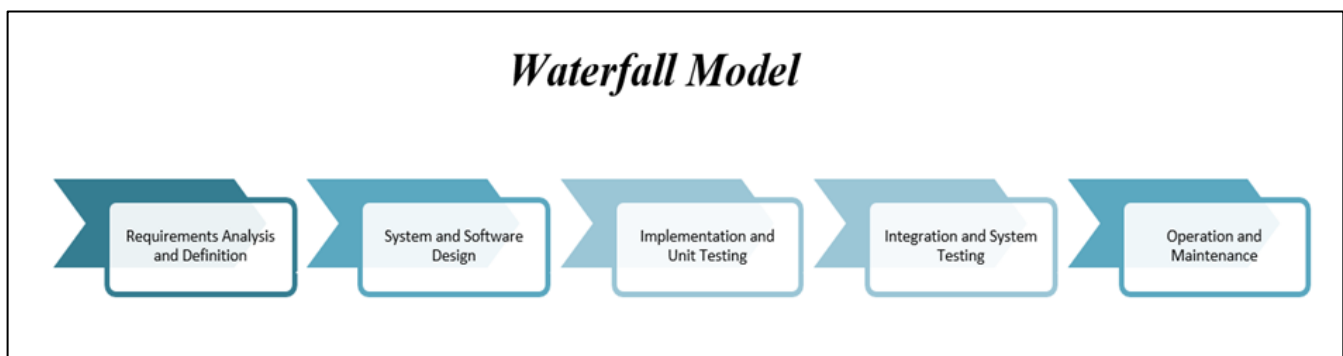 Waterfall Model
Requirements Analysis
and Definition
System and Software
Design
Implementation and
Unit Testing
Integration and System
Testing
Operation and
Maintenance